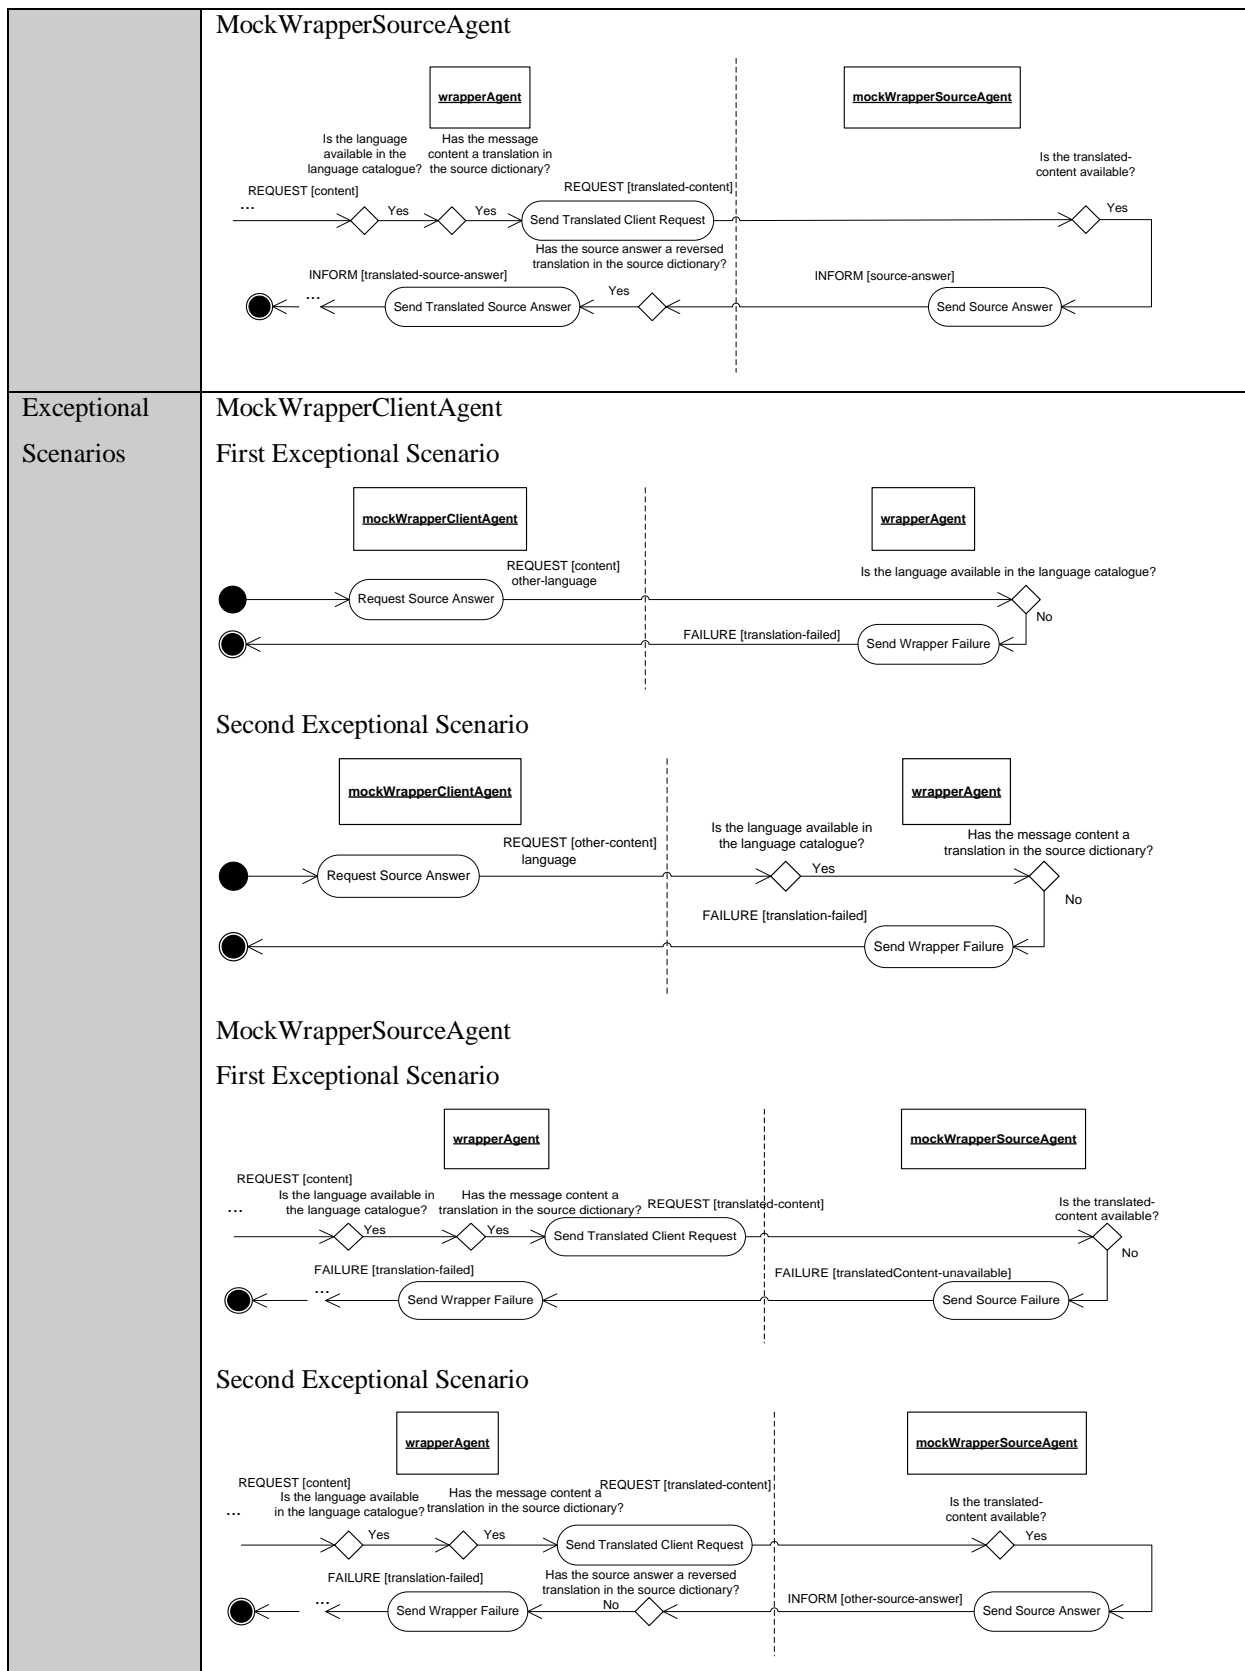 MockWrapperSourceAgent
wrapperAgent
mockWrapperSourceAgent
Is the language
available in the
language catalogue?
Has the message
content a translation in
the source dictionary?
Is the translated-
content available?
REQUEST [content]
REQUEST [translated-content]
...
Yes
Yes
Send Translated Client Request
Yes
Has the source answer a reversed
translation in the source dictionary?
INFORM [translated-source-answer]
INFORM [source-answer]
...
Send Translated Source Answer
Yes
Send Source Answer
Exceptional
Scenarios
MockWrapperClientAgent
First Exceptional Scenario
mockWrapperClientAgent
wrapperAgent
REQUEST [content]
other-language
Is the language available in the language catalogue?
Request Source Answer
No
FAILURE [translation-failed]
Send Wrapper Failure
Second Exceptional Scenario
mockWrapperClientAgent
wrapperAgent
REQUEST [other-content]
language
Is the language available in
the language catalogue?
Has the message content a
translation in the source dictionary?
Request Source Answer
Yes
No
FAILURE [translation-failed]
Send Wrapper Failure
MockWrapperSourceAgent
First Exceptional Scenario
wrapperAgent
mockWrapperSourceAgent
REQUEST [content]
Is the language available in
the language catalogue?
Has the message content a
translation in the source dictionary?
REQUEST [translated-content]
Is the translated-
content available?
...
Yes
Yes
Send Translated Client Request
No
FAILURE [translation-failed]
FAILURE [translatedContent-unavailable]
...
Send Wrapper Failure
Send Source Failure
Second Exceptional Scenario
wrapperAgent
mockWrapperSourceAgent
REQUEST [content]
Is the language available
in the language catalogue?
Has the message content a
translation in the source dictionary?
REQUEST [translated-content]
Is the translated-
content available?
...
Yes
Yes
Send Translated Client Request
Yes
FAILURE [translation-failed]
Has the source answer a reversed
translation in the source dictionary?
INFORM [other-source-answer]
...
Send Wrapper Failure
No
Send Source Answer